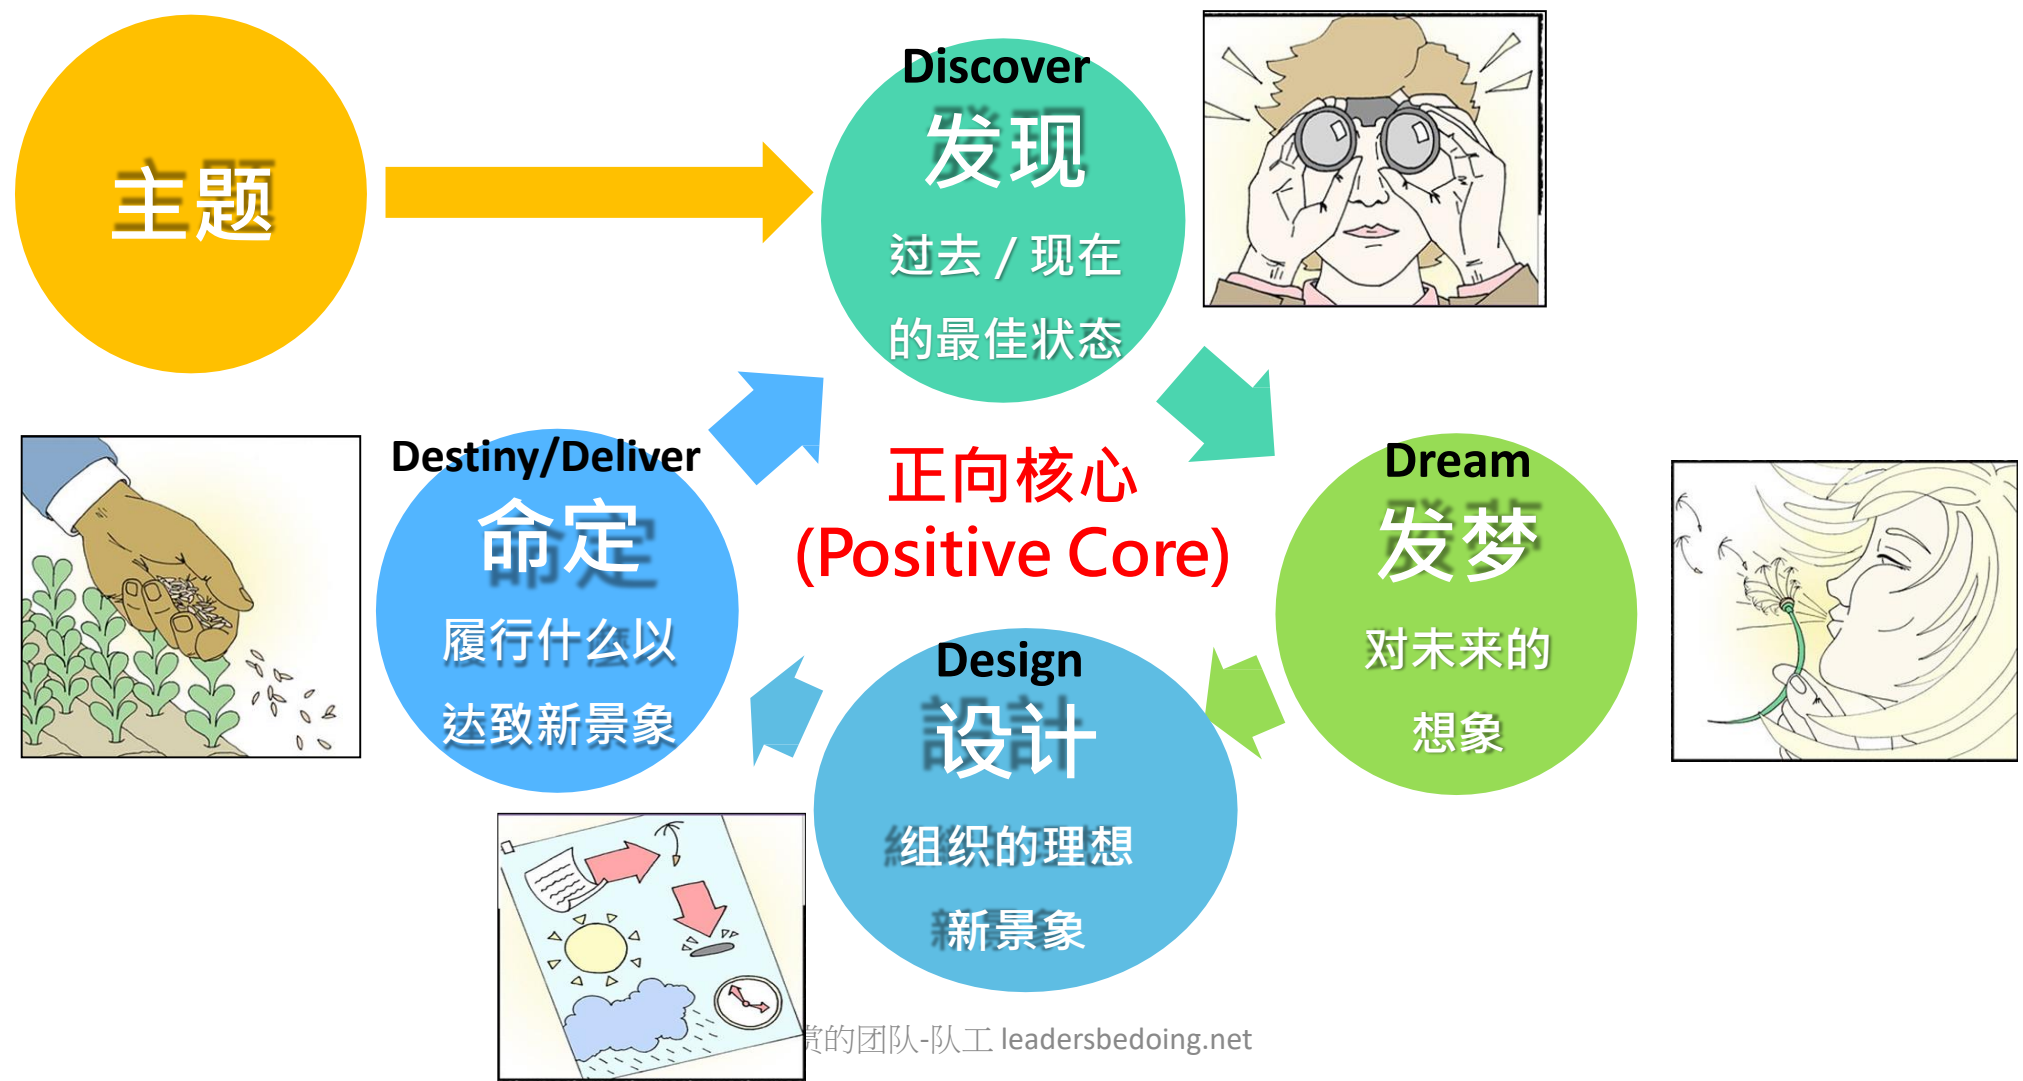 主题
Discover
发现
过去 / 现在
的最佳状态
Dream
发梦
对未来的
想象
Design
设计
组织的理想
新景象
Destiny/Deliver
命定
履行什么以
达致新景象
正向核心
(Positive Core)
赏的团队-队工 leadersbedoing.net